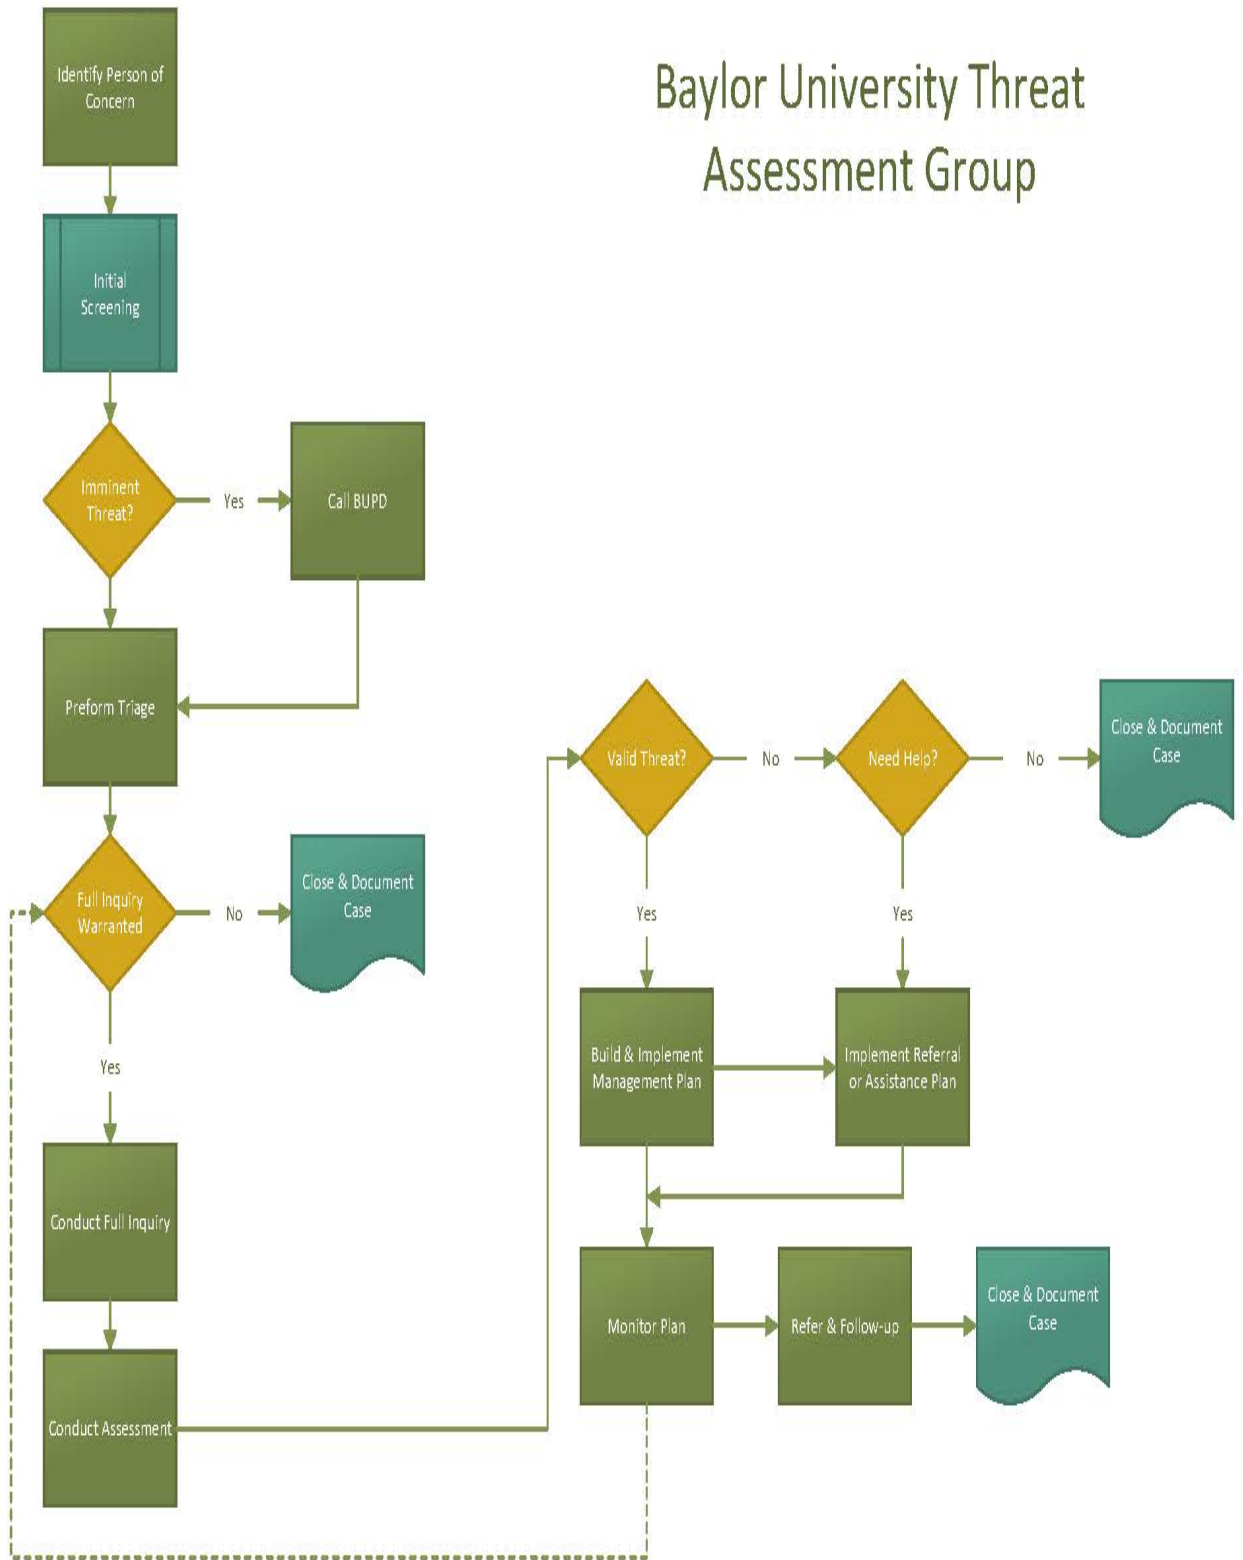 Baylor University Threat
Assessment Group
Identify Person of
Concern
Initial
Screening
Imminent
Threat?
Yes
Call BUPD
Preform Triage
Full Inquiry
Warranted
No
Close & Document
Case
Yes
Conduct Full Inquiry
Conduct Assessment
Valid Threat?
No
Need Help?
No
Close & Document
Case
Yes
Yes
Build & Implement
Management Plan
Implement Referral
or Assistance Plan
Monitor Plan
Refer & Follow-up
Close & Document
Case